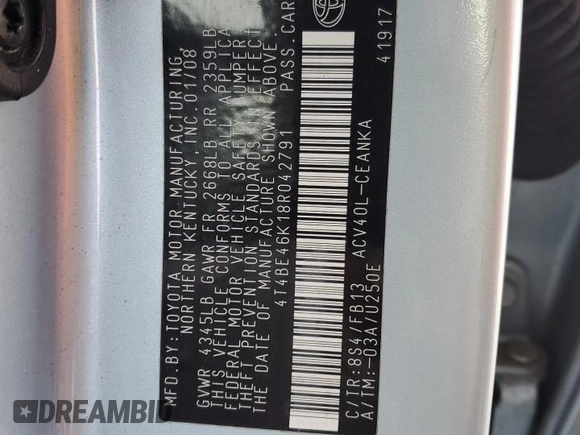 MFD. BY: TOYOTA MOTOR MANUFACTURING,
NORTHERN KENTUCKY, INC. 01/08
GVWR 4345LB GAWR FR 2668LB RR 2359LB
THIS VEHICLE CONFORMS TO ALL APPLICA
FEDERAL MOTOR VEHICLE SAFETY, BUMPER,
THEFT PREVENTION STANDARDS IN EFFECT
THE DATE OF MANUFACTURE SHOWN ABOVE.
4T4BE46K18R042791 PASS. CAR
C/TR: 8S4/FB13 ACV40L-CEANKA
A/TM: -03A/U250E 41917
DREAMBID